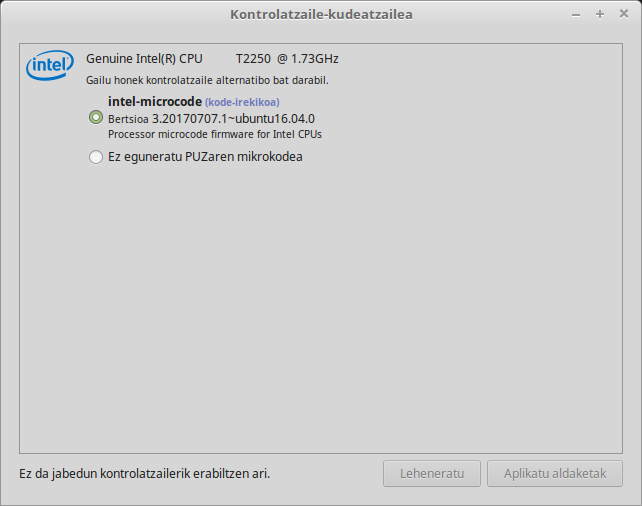 Kontrolatzaile-kudeatzailea
intel
Genuine Intel(R) CPU T2250 @ 1.73GHz
Gailu honek kontrolatzaile alternatibo bat darabil.
intel-microcode (kode-irekikoa)
Bertsioa 3.20170707.1~ubuntu16.04.0
Processor microcode firmware for Intel CPUs
Ez eguneratu PUZaren mikrokodea
Ez da jabedun kontrolatzailerik erabiltzen ari.
Leheneratu
Aplikatu aldaketak